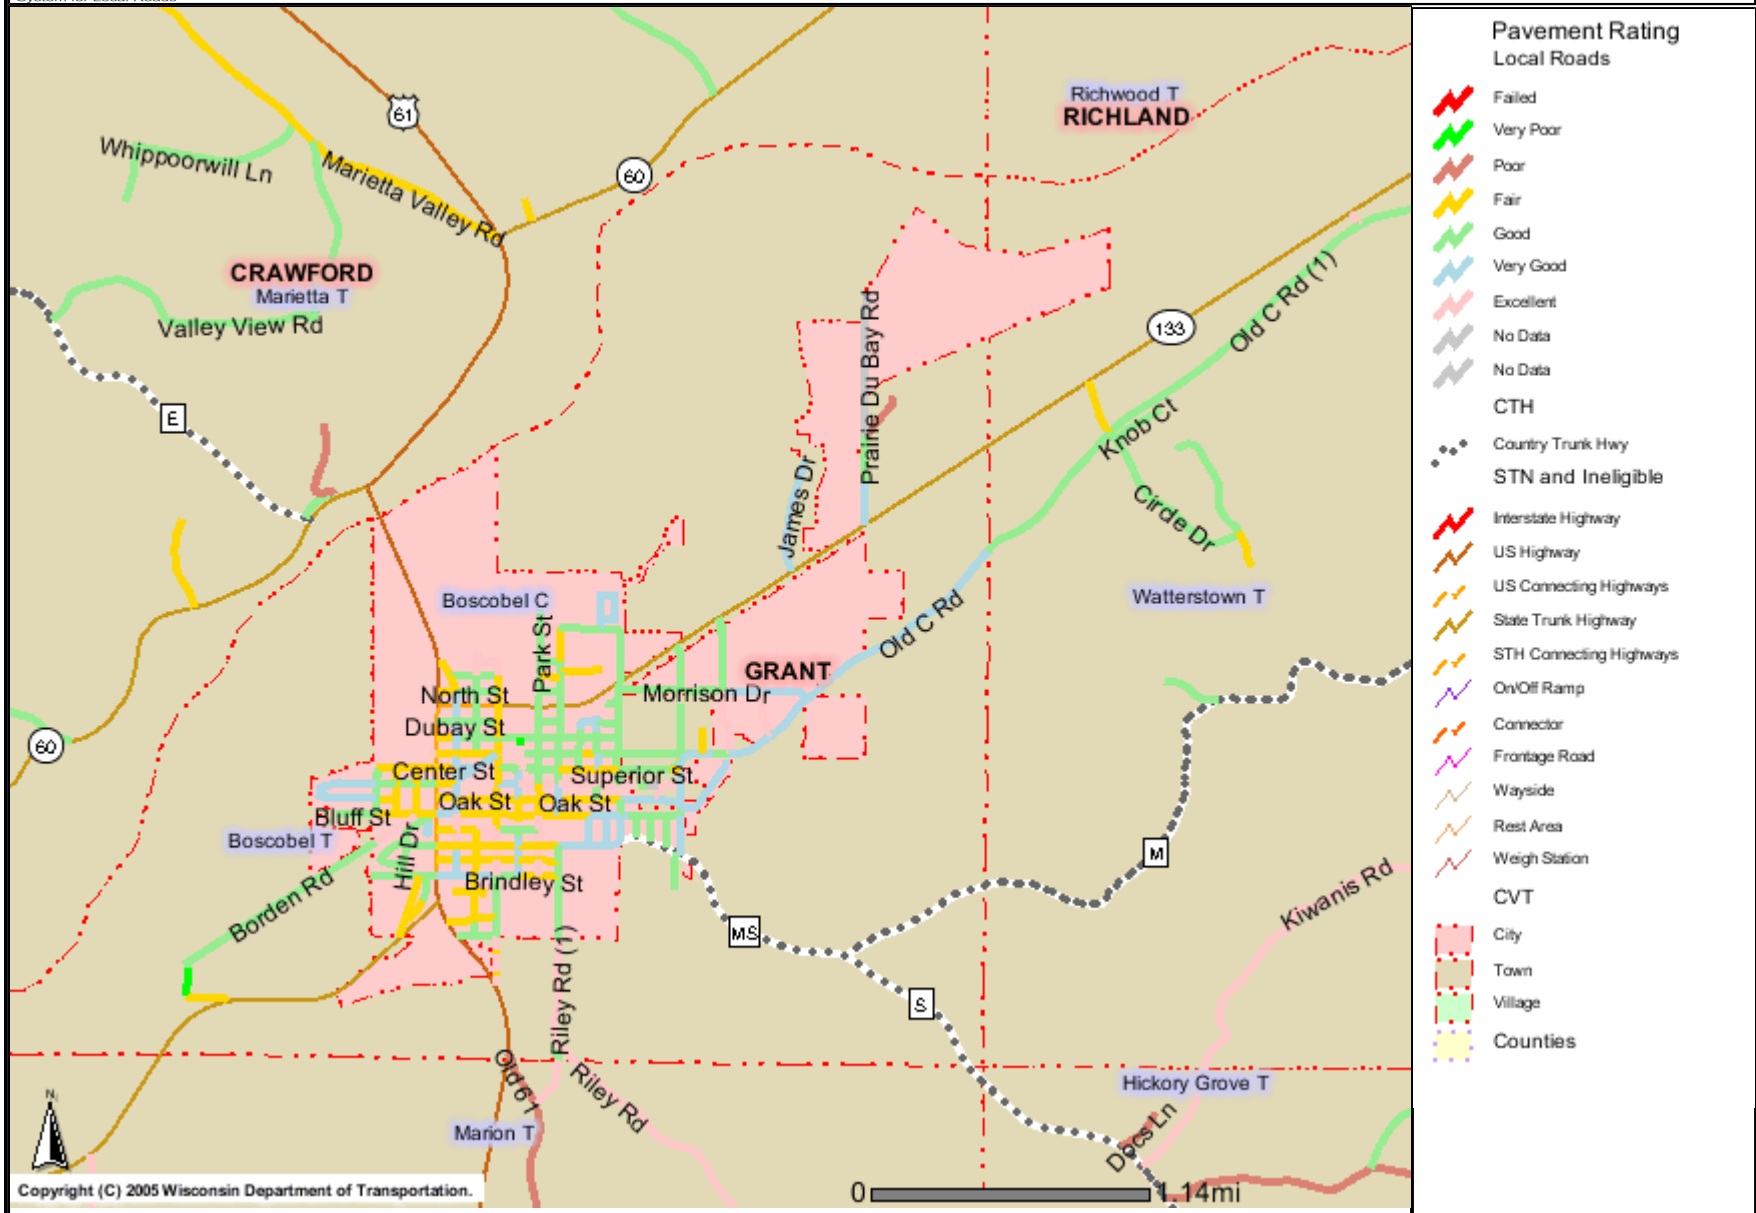 System for Local Roads
Richwood T
RICHLAND
61
60
Whippoorwill Ln
Marietta Valley Rd
CRAWFORD
Marietta T
Valley View Rd
E
133
Old C Rd (1)
Prairie Du Bay Rd
Knob Ct
James Dr
Circle Dr
Boscobel C
Watterstown T
Park St
Old C Rd
GRANT
North St
Morrison Dr
Dubay St
60
Center St
Superior St
Oak St
Oak St
Bluff St
Boscobel T
Hill Dr
M
Brindley St
Borden Rd
Kiwanis Rd
MS
Riley Rd (1)
S
Old 61
Riley Rd
Hickory Grove T
Marion T
Docs Ln
N
Copyright (C) 2005 Wisconsin Department of Transportation.
0 1.14mi
Pavement Rating
Local Roads
Failed
Very Poor
Poor
Fair
Good
Very Good
Excellent
No Data
No Data
CTH
Country Trunk Hwy
STN and Ineligible
Interstate Highway
US Highway
US Connecting Highways
State Trunk Highway
STH Connecting Highways
On/Off Ramp
Connector
Frontage Road
Wayside
Rest Area
Weigh Station
CVT
City
Town
Village
Counties